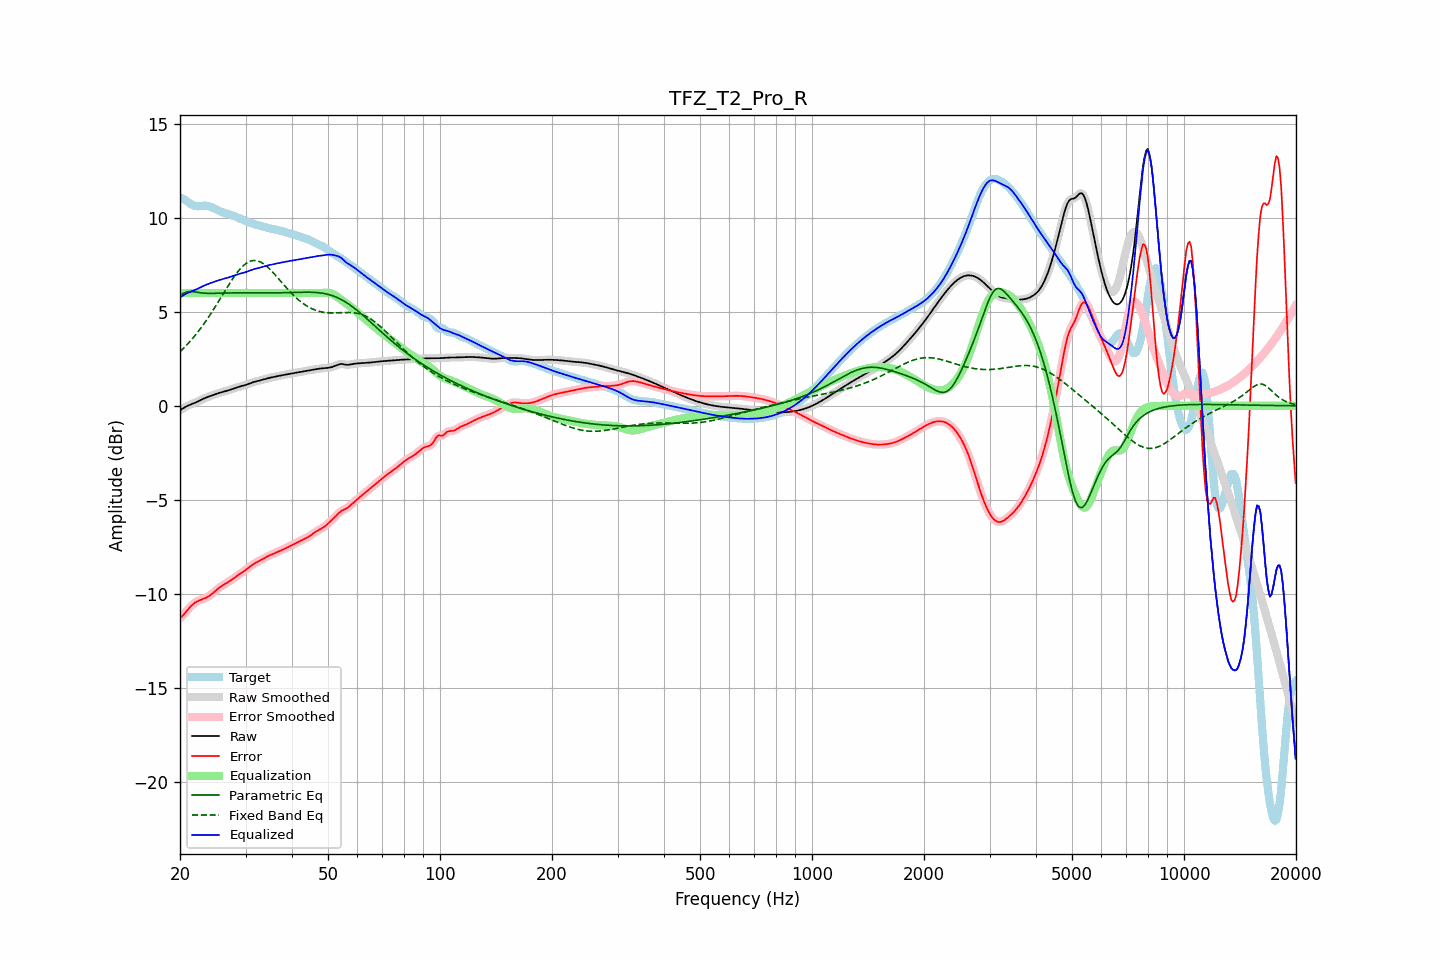 TFZ_T2_Pro_R
Amplitude (dBr)
15
10
5
0
−5
−10
−15
−20
Target
Raw Smoothed
Error Smoothed
Raw
Error
Equalization
Parametric Eq
Fixed Band Eq
Equalized
20 50 100 200 500 1000 2000 5000 10000 20000
Frequency (Hz)